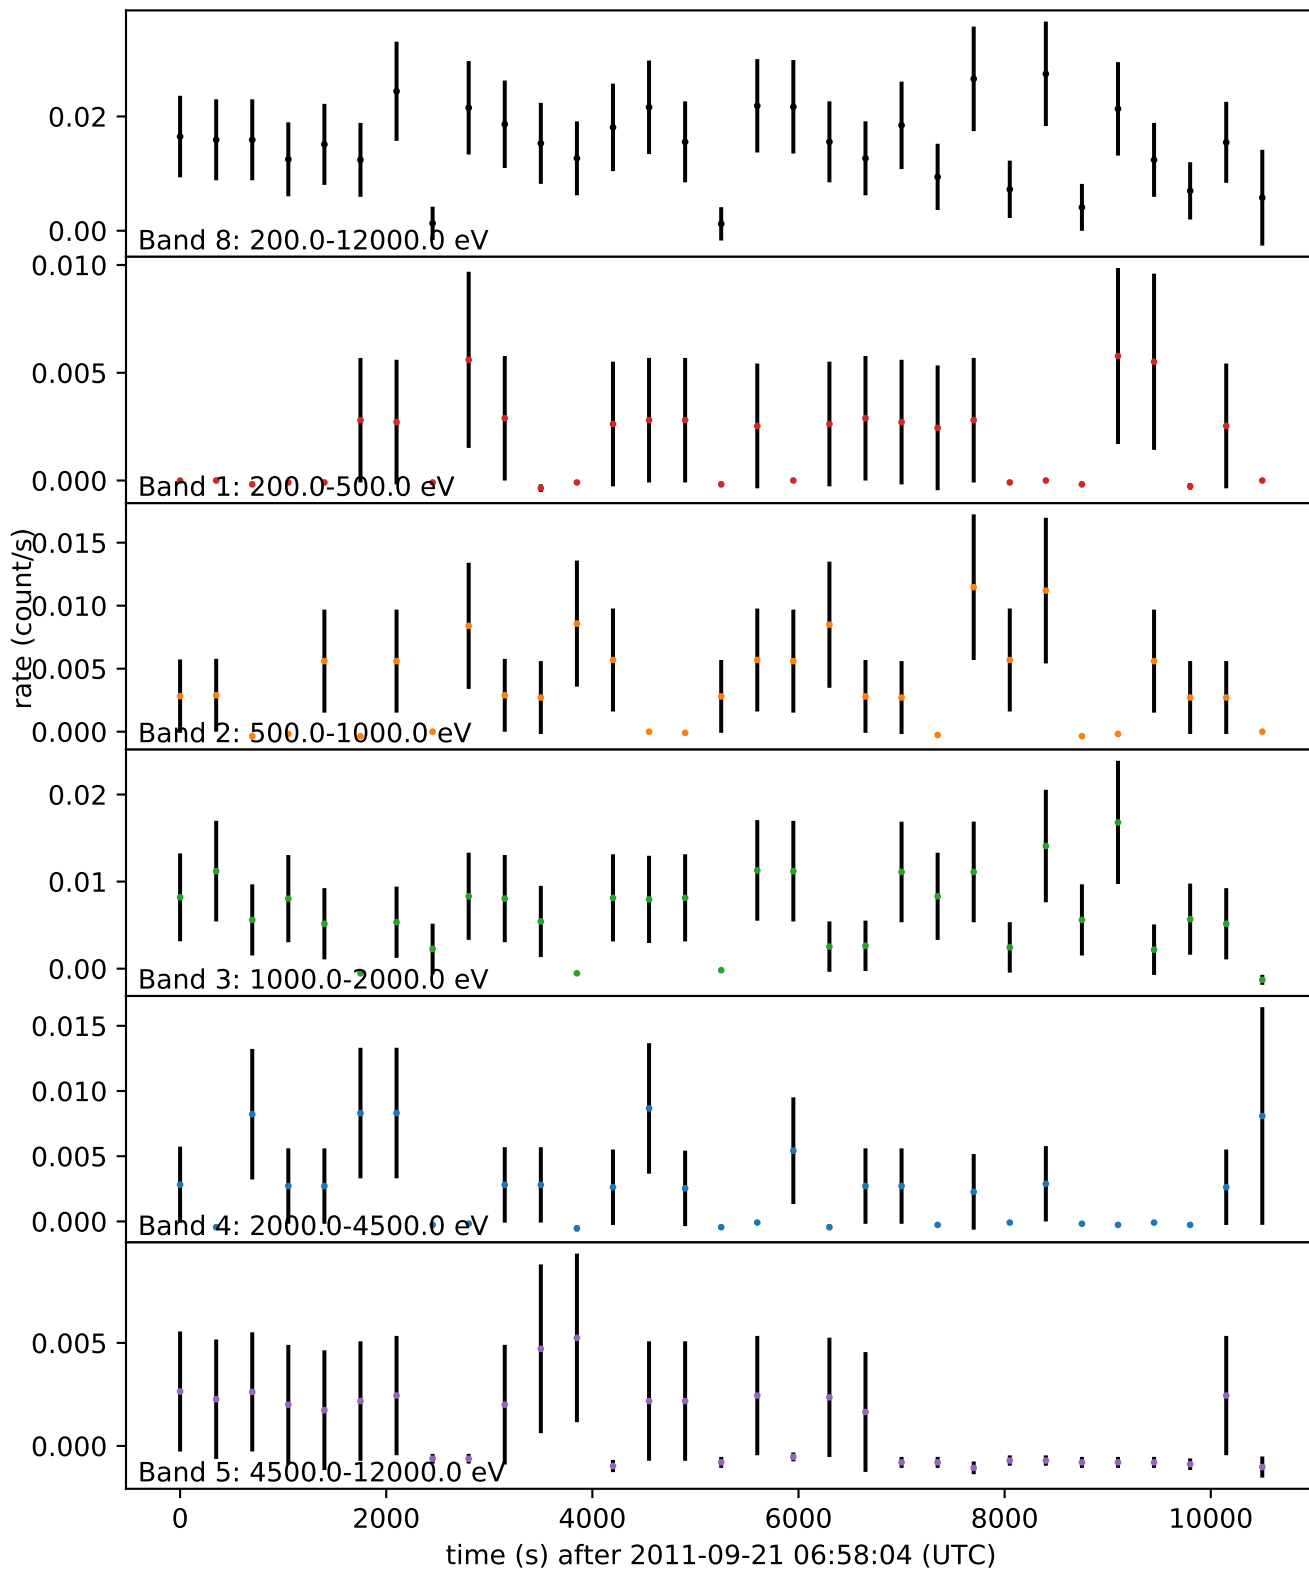 0.02
0.00
Band 8: 200.0-12000.0 eV
0.010
0.005
0.000
Band 1: 200.0-500.0 eV
rate (count/s)
0.015
0.010
0.005
0.000
Band 2: 500.0-1000.0 eV
0.02
0.01
0.00
Band 3: 1000.0-2000.0 eV
0.015
0.010
0.005
0.000
Band 4: 2000.0-4500.0 eV
0.005
0.000
Band 5: 4500.0-12000.0 eV
0 2000 4000 6000 8000 10000
time (s) after 2011-09-21 06:58:04 (UTC)